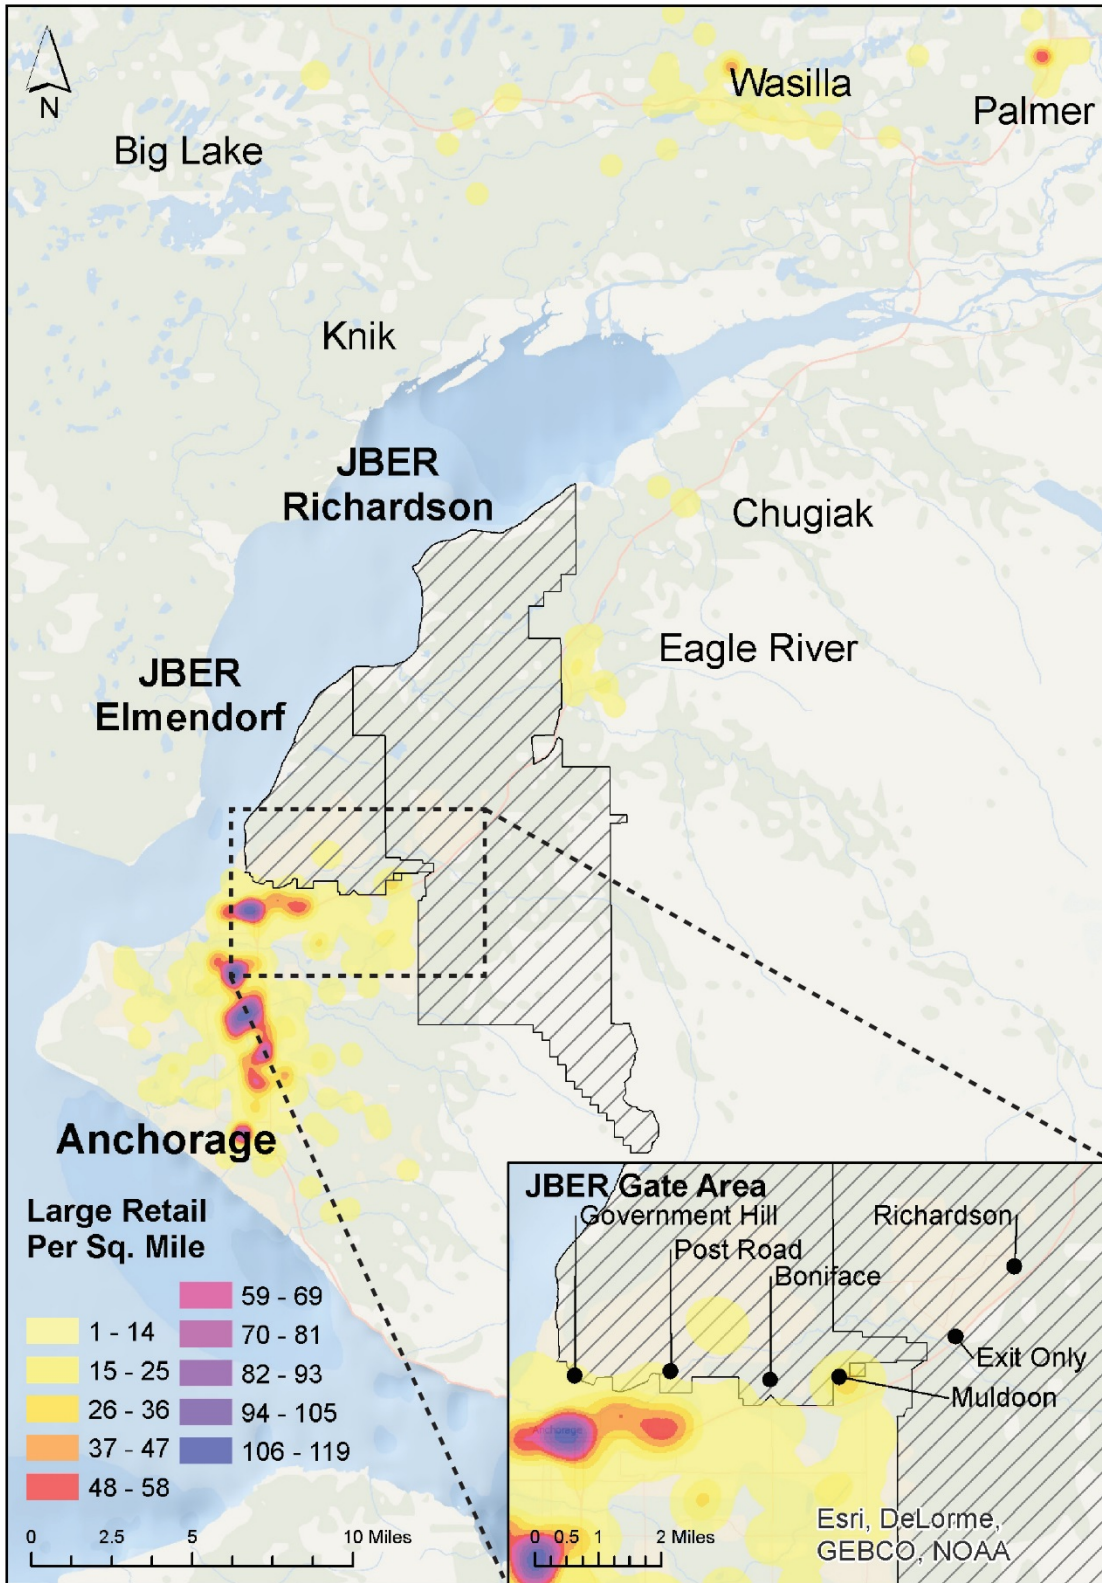 N
Wasilla
Palmer
Big Lake
Knik
JBER
Richardson
Chugiak
Eagle River
JBER
Elmendorf
Anchorage
Large Retail
Per Sq. Mile
1 - 14
15 - 25
26 - 36
37 - 47
48 - 58
59 - 69
70 - 81
82 - 93
94 - 105
106 - 119
0 2.5 5 10 Miles
JBER Gate Area
Government Hill
Richardson
Post Road
Boniface
Exit Only
Muldoon
Anchorage
Esri, DeLorme,
GEBCO, NOAA
0 0.5 1 2 Miles